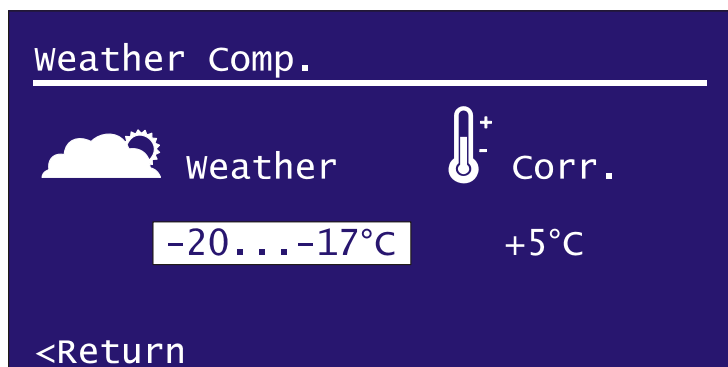 Weather Comp.
Weather + - Corr.
-20...-17°C +5°C
<Return